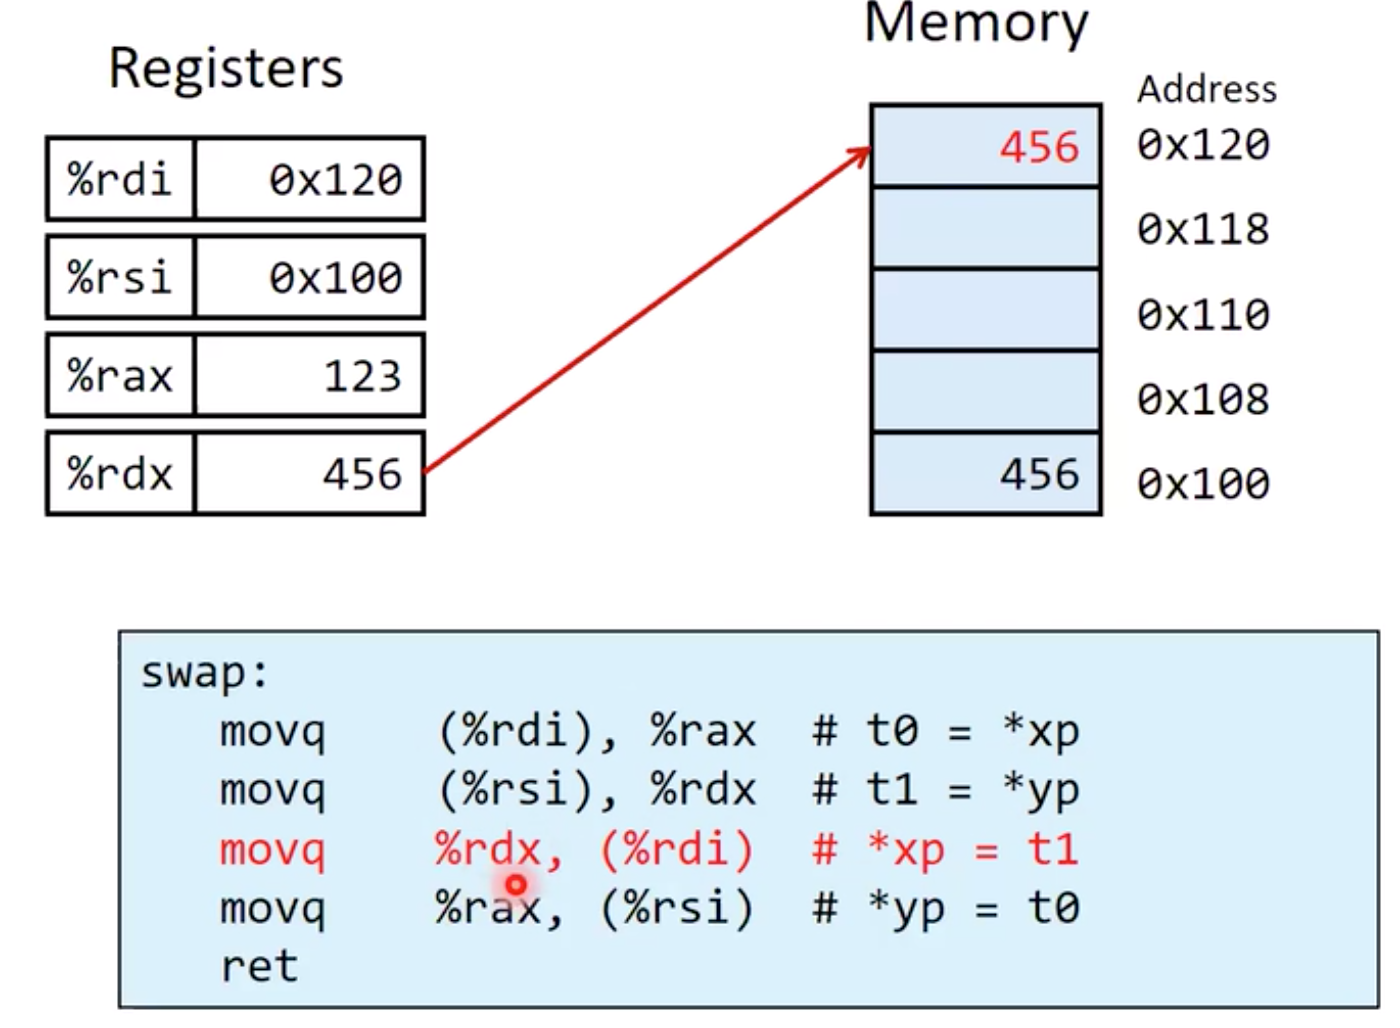 Registers
%rdi 0x120
%rsi 0x100
%rax 123
%rdx 456
Memory
Address
456 0x120
0x118
0x110
0x108
456 0x100
swap:
movq (%rdi), %rax # t0 = *xp
movq (%rsi), %rdx # t1 = *yp
movq %rdx, (%rdi) # *xp = t1
movq %rax, (%rsi) # *yp = t0
ret